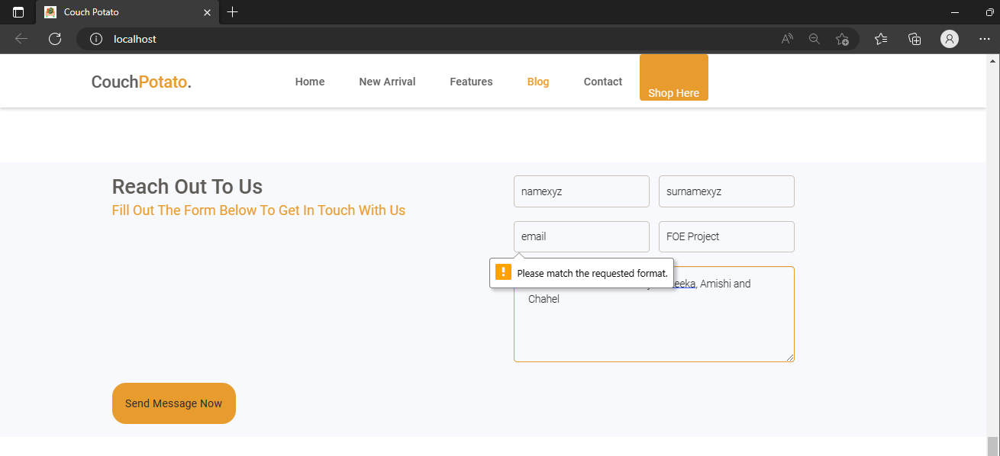 Couch Potato
localhost
CouchPotato.
Home New Arrival Features Blog Contact Shop Here
Reach Out To Us
Fill Out The Form Below To Get In Touch With Us
namexyz surnamexyz
email FOE Project
Please match the requested format.
, Amishi and
Chahel
Send Message Now